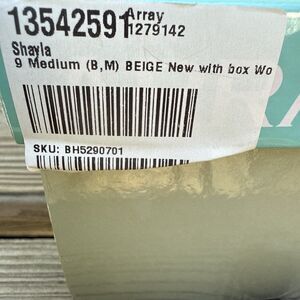 13542591 Array
1279142
Shayla
9 Medium (B,M) BEIGE New with box Wo
SKU: BH5290701